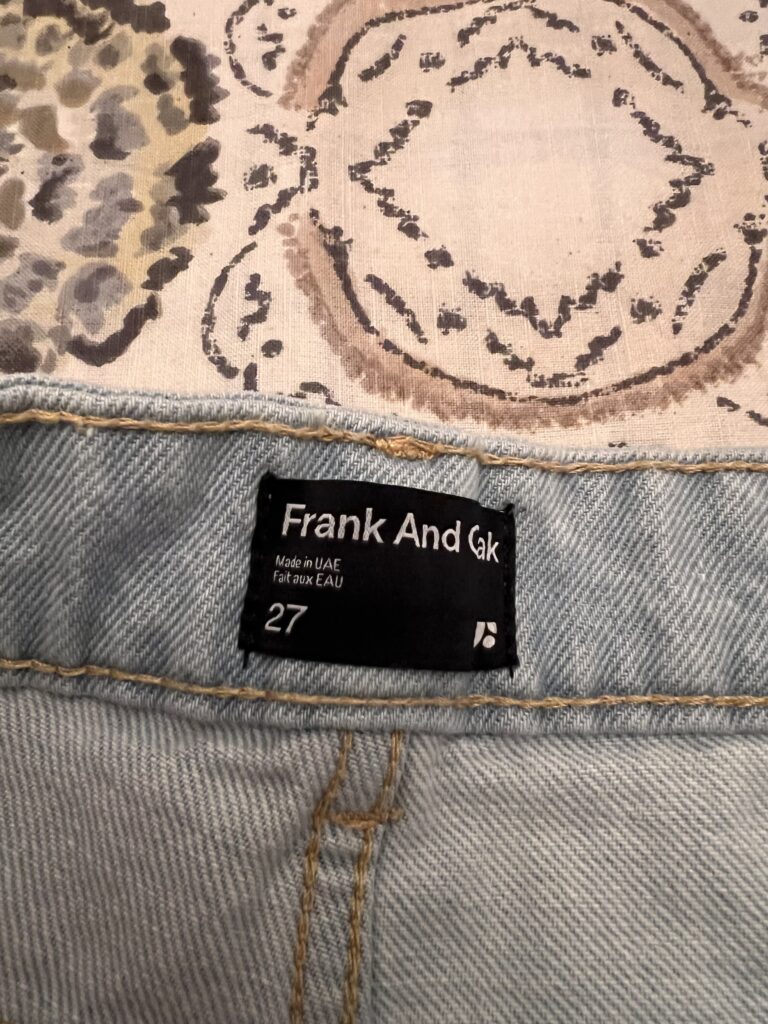 Frank And Oak
Made in UAE
Fait aux EAU
27